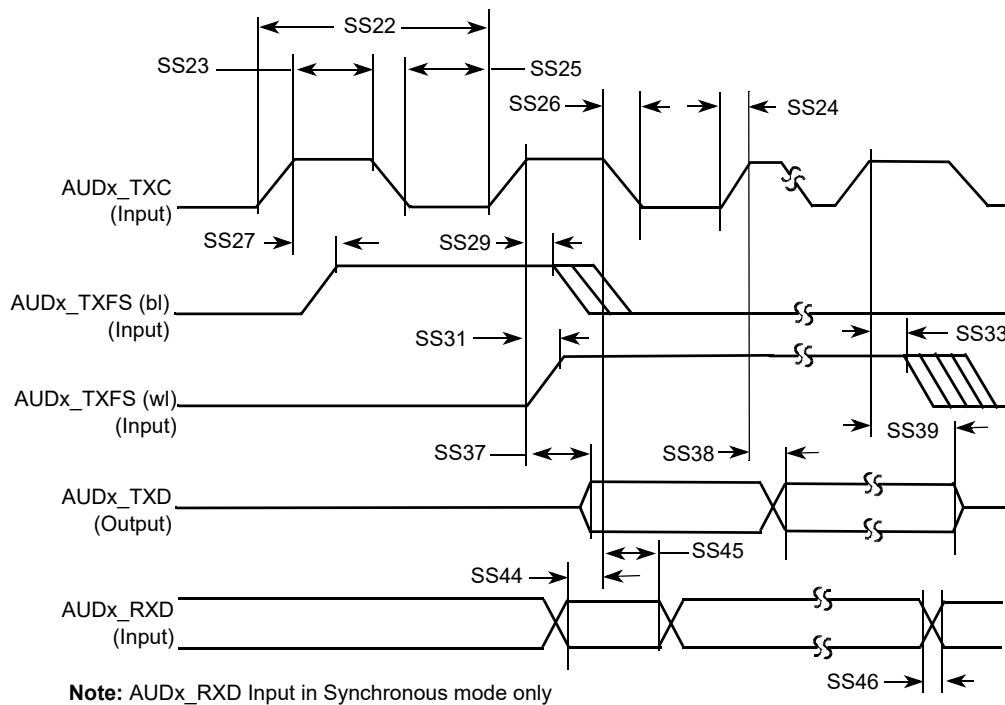 SS22
SS23
SS25
SS26
SS24
AUDx_TXC
(Input)
SS27
SS29
AUDx_TXFS (bl)
(Input)
SS31
SS33
AUDx_TXFS (wl)
(Input)
SS39
SS37
SS38
AUDx_TXD
(Output)
SS45
SS44
AUDx_RXD
(Input)
SS46
Note: AUDx_RXD Input in Synchronous mode only